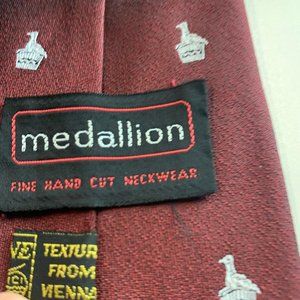 medallion
FINE HAND CUT NECKWEAR
TEXTUR
FROM
VIENNA